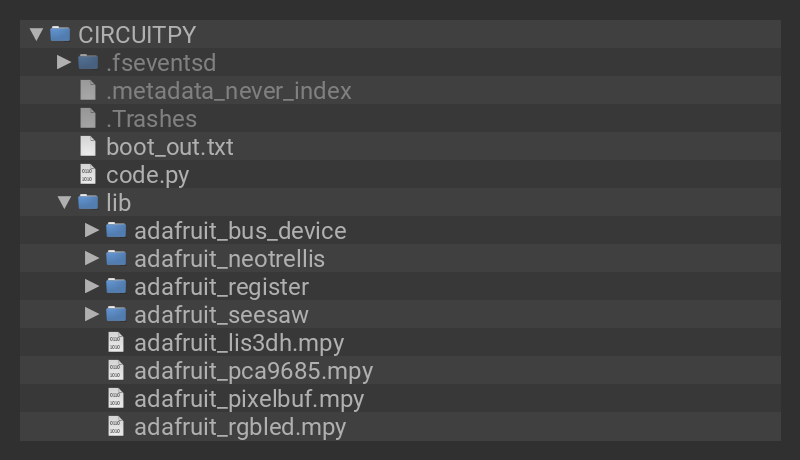 CIRCUITPY
.fseventsd
.metadata_never_index
.Trashes
boot_out.txt
code.py
lib
adafruit_bus_device
adafruit_neotrellis
adafruit_register
adafruit_seesaw
adafruit_lis3dh.mpy
adafruit_pca9685.mpy
adafruit_pixelbuf.mpy
adafruit_rgbled.mpy